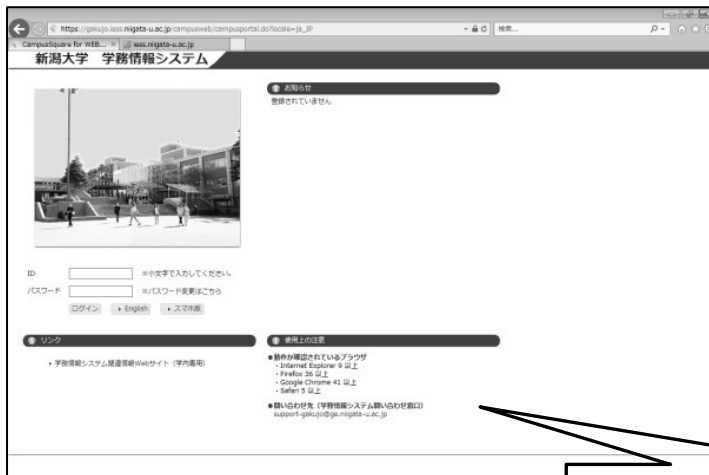 https://gakujo.iess.niigata-u.ac.jp/campusweb/campusportal.do?locale=ja_JP
検索...
CampusSquare for WEB...
iess.niigata-u.ac.jp
新潟大学 学務情報システム
お知らせ
登録されていません
ID ※小文字で入力してください。
パスワード ※パスワード変更はこちら
ログイン English スマホ版
リンク
学務情報システム関連情報Webサイト（学内専用）
使用上の注意
●動作が確認されているブラウザ
- Internet Explorer 9 以上
- Firefox 36 以上
- Google Chrome 41 以上
- Safari 5 以上
●問い合わせ先（学務情報システム問い合わせ窓口）
support-gakujo@ge.niigata-u.ac.jp